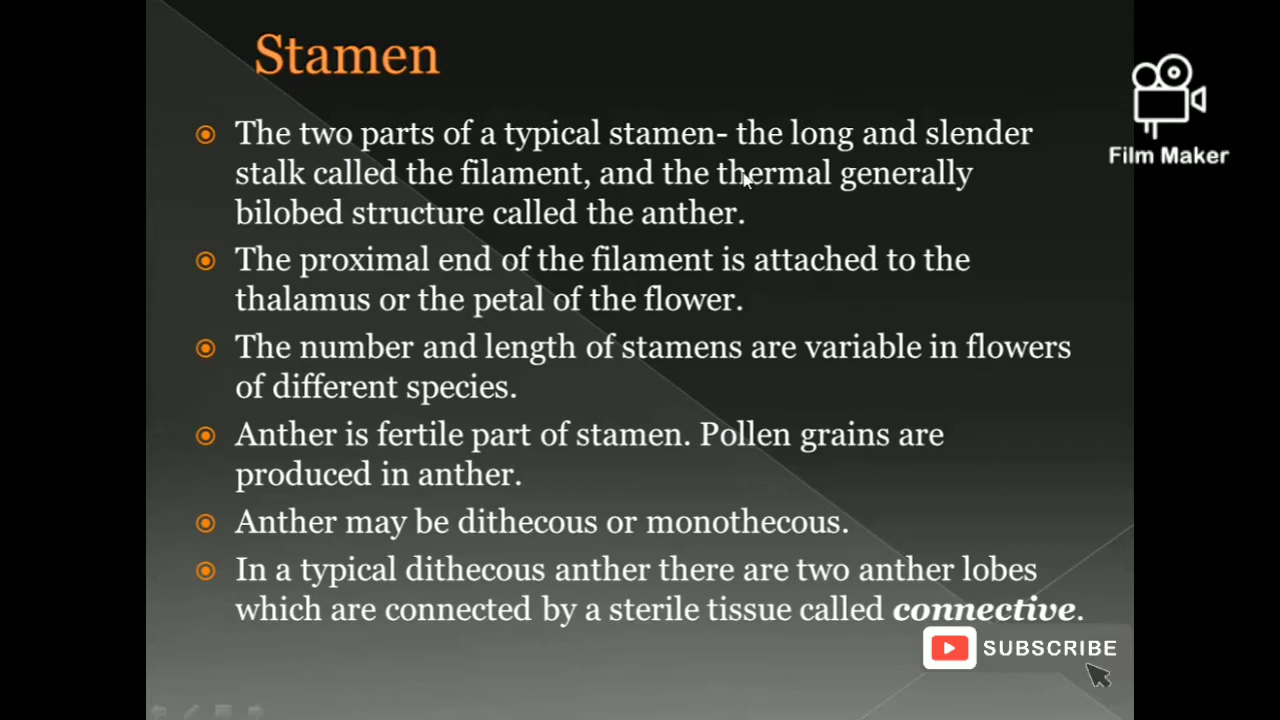 Stamen
The two parts of a typical stamen- the long and slender
stalk called the filament, and the thermal generally
bilobed structure called the anther.
The proximal end of the filament is attached to the
thalamus or the petal of the flower.
The number and length of stamens are variable in flowers
of different species.
Anther is fertile part of stamen. Pollen grains are
produced in anther.
Anther may be dithecous or monothecous.
In a typical dithecous anther there are two anther lobes
which are connected by a sterile tissue called connective.
Film Maker
SUBSCRIBE